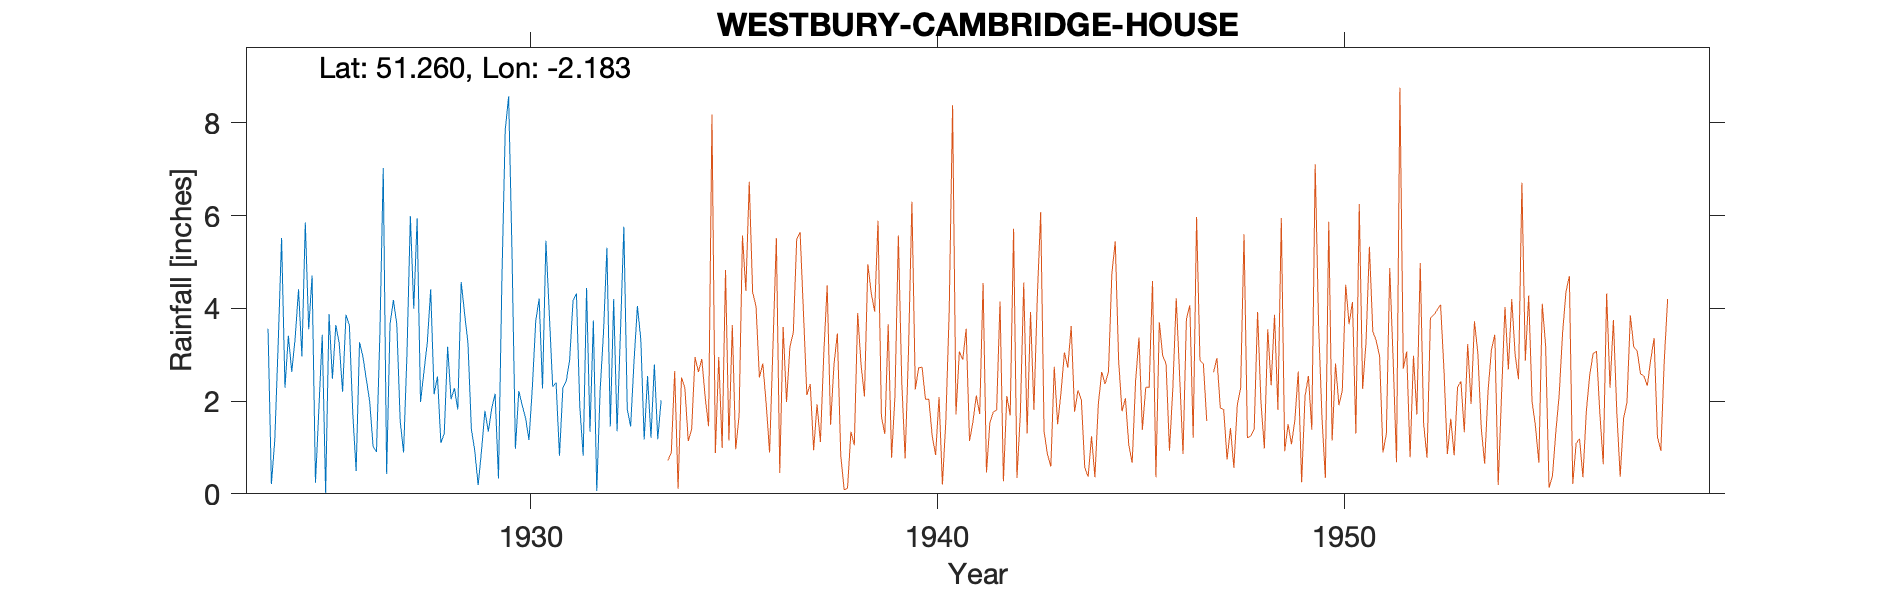 WESTBURY-CAMBRIDGE-HOUSE
Lat: 51.260, Lon: -2.183
Rainfall [inches]
8
6
4
2
0
1930 1940 1950
Year